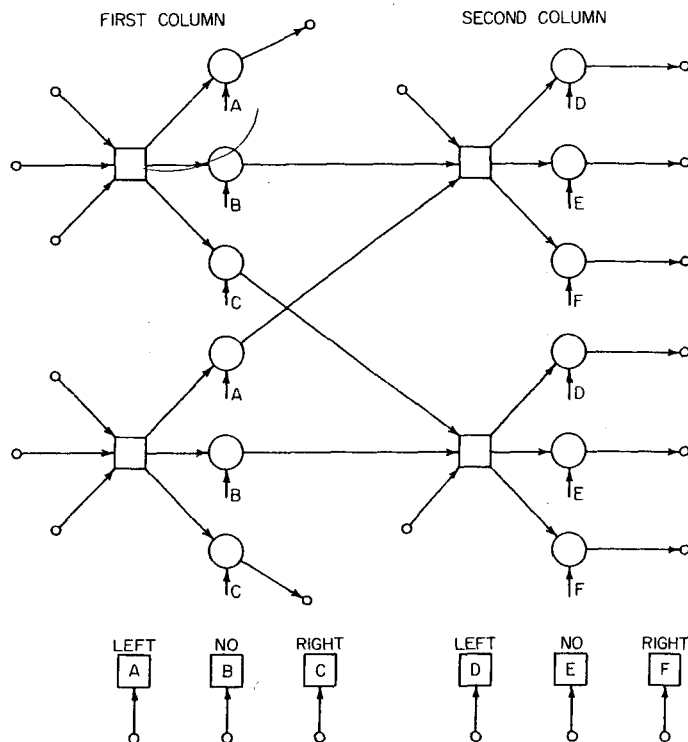 FIRST COLUMN SECOND COLUMN
A D
B E
C F
A D
B E
C F
LEFT NO RIGHT LEFT NO RIGHT
A B C D E F